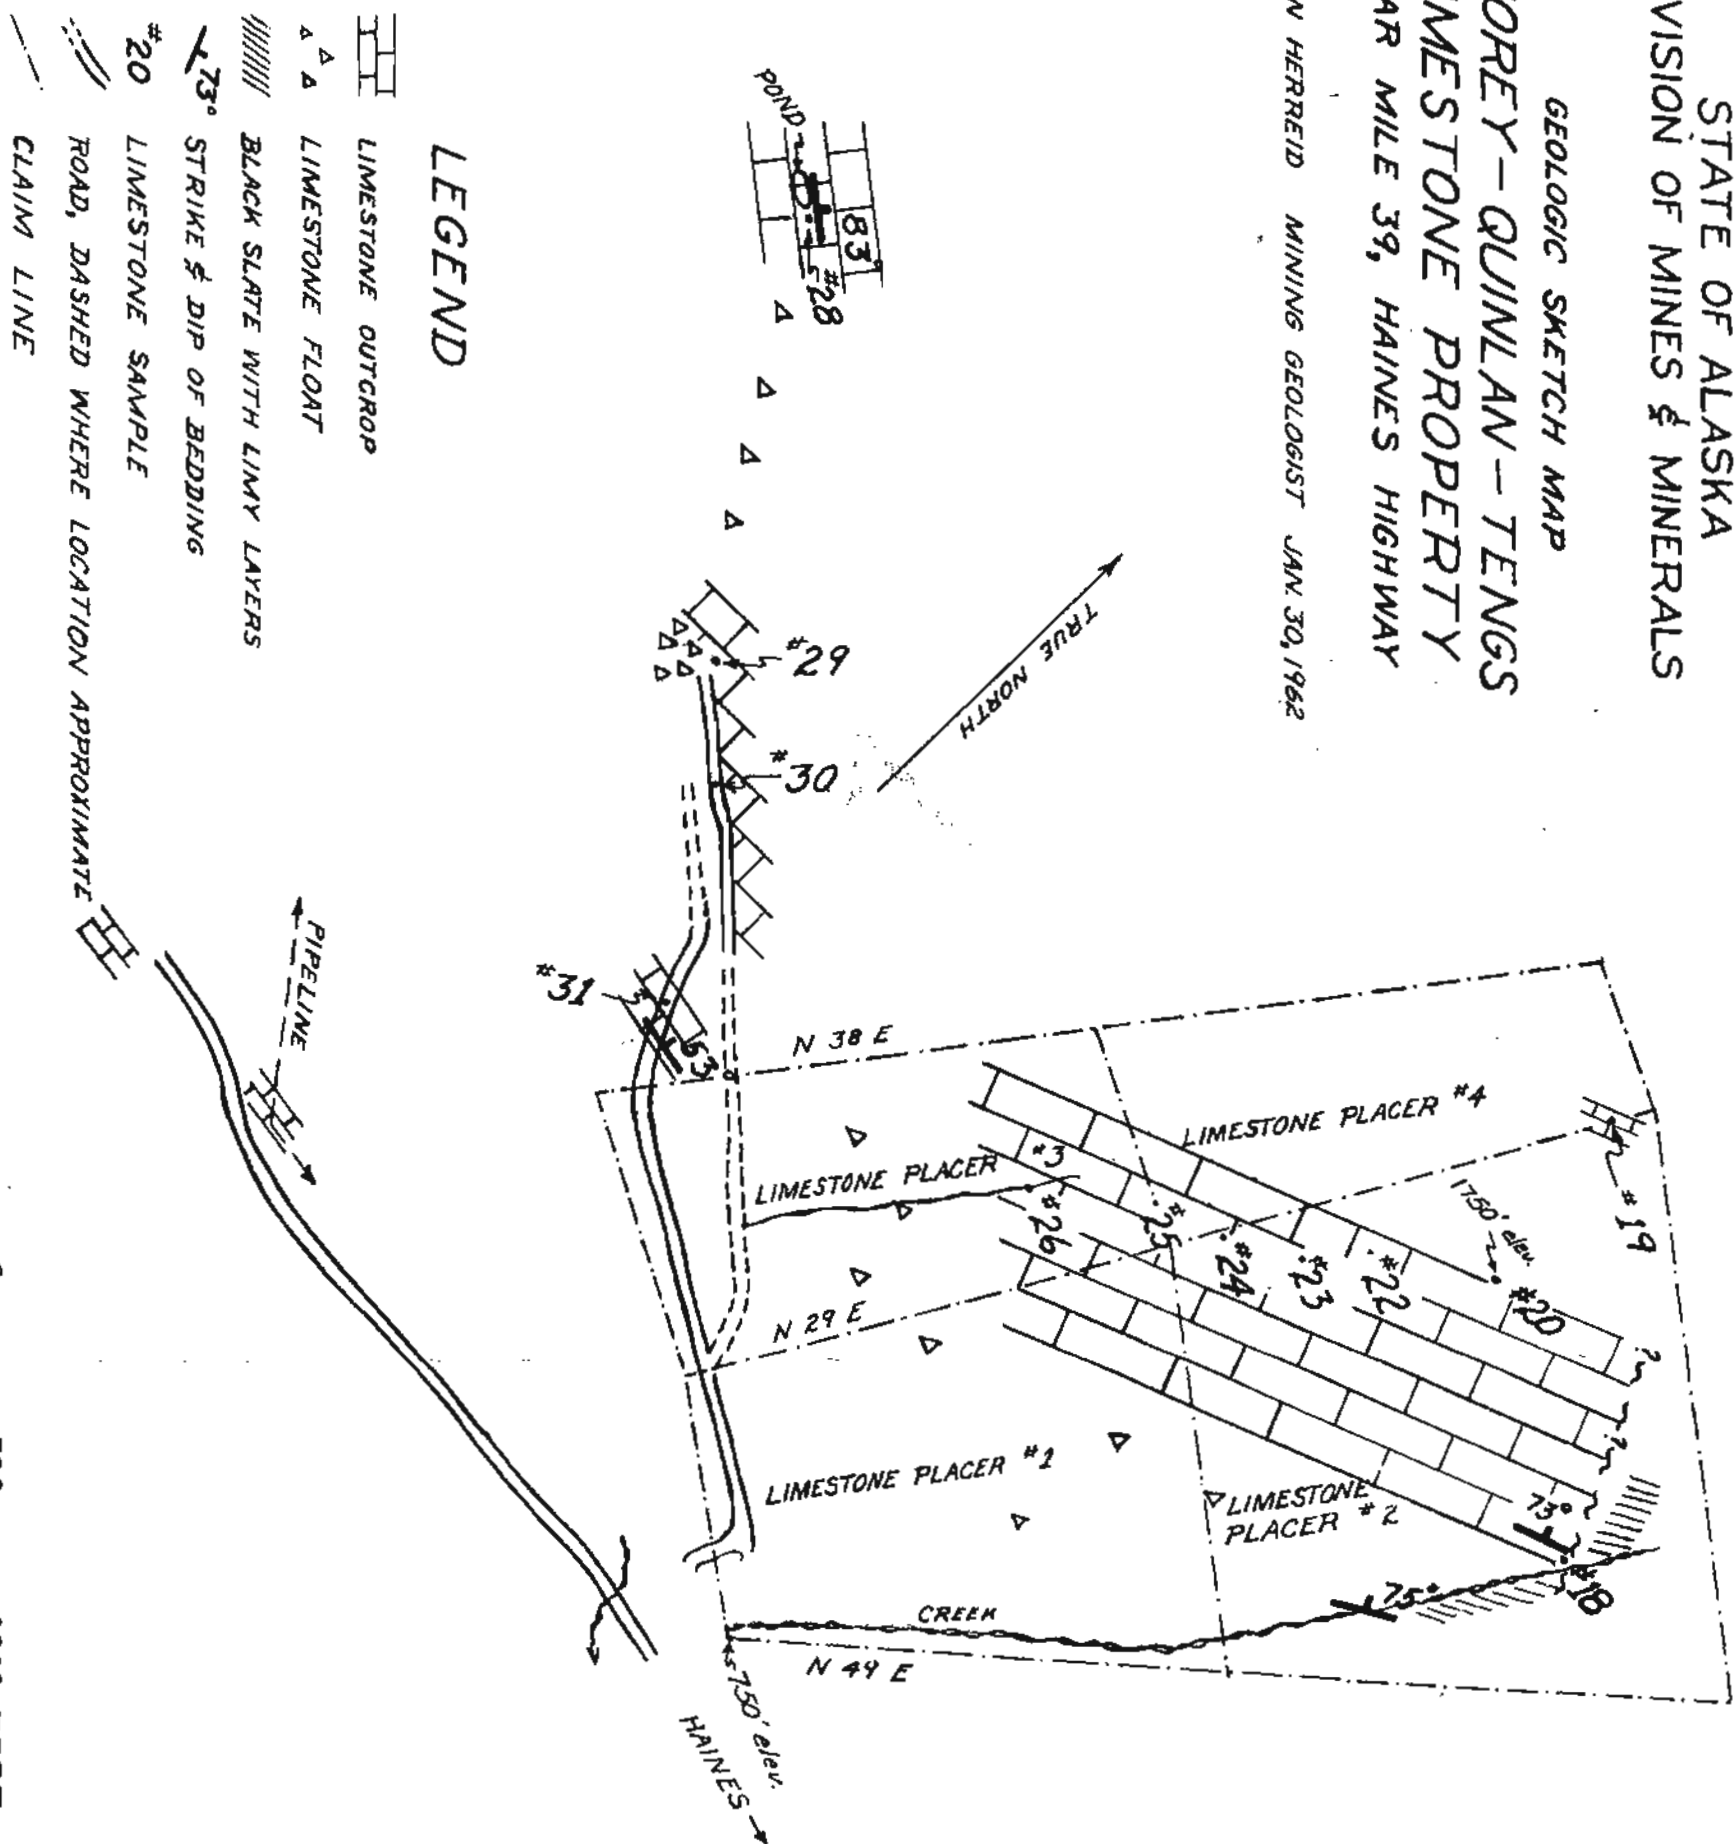 STATE OF ALASKA
VISION OF MINES & MINERALS
GEOLOGIC SKETCH MAP
OREY-QUINLAN-TENGS
MESTONE PROPERTY
AR MILE 39, HAINES HIGHWAY
N HERREID MINING GEOLOGIST JAN. 30, 1962
POND
83°
#28
TRUE NORTH
#29
#30
#31
53
N 38 E
LIMESTONE PLACER #4
#19
1750' elev.
#20
LIMESTONE PLACER #3
#26
#25
#24
#23
#22
?
?
N 29 E
LIMESTONE PLACER #1
LIMESTONE
PLACER #2
73°
#18
75°
CREEK
N 49 E
750' elev.
HAINES
PIPELINE
LEGEND
LIMESTONE OUTCROP
LIMESTONE FLOAT
BLACK SLATE WITH LIMY LAYERS
73° STRIKE & DIP OF BEDDING
#20 LIMESTONE SAMPLE
ROAD, DASHED WHERE LOCATION APPROXIMATE
CLAIM LINE